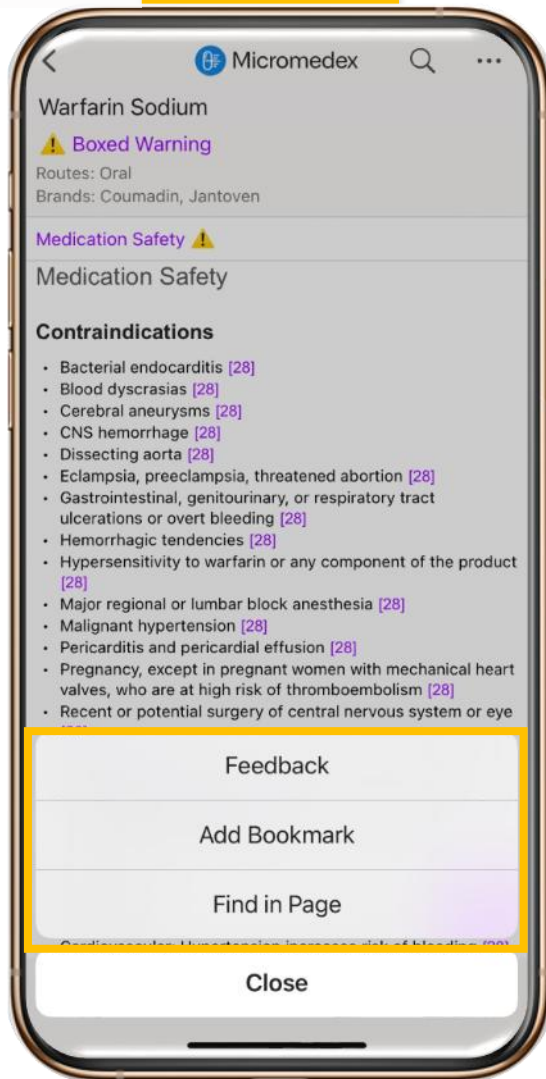 Micromedex
Warfarin Sodium
Boxed Warning
Routes: Oral
Brands: Coumadin, Jantoven
Medication Safety
Medication Safety
Contraindications
• Bacterial endocarditis [28]
• Blood dyscrasias [28]
• Cerebral aneurysms [28]
• CNS hemorrhage [28]
• Dissecting aorta [28]
• Eclampsia, preeclampsia, threatened abortion [28]
• Gastrointestinal, genitourinary, or respiratory tract
ulcerations or overt bleeding [28]
• Hemorrhagic tendencies [28]
• Hypersensitivity to warfarin or any component of the product
[28]
• Major regional or lumbar block anesthesia [28]
• Malignant hypertension [28]
• Pericarditis and pericardial effusion [28]
• Pregnancy, except in pregnant women with mechanical heart
valves, who are at high risk of thromboembolism [28]
• Recent or potential surgery of central nervous system or eye
Feedback
Add Bookmark
Find in Page
Close